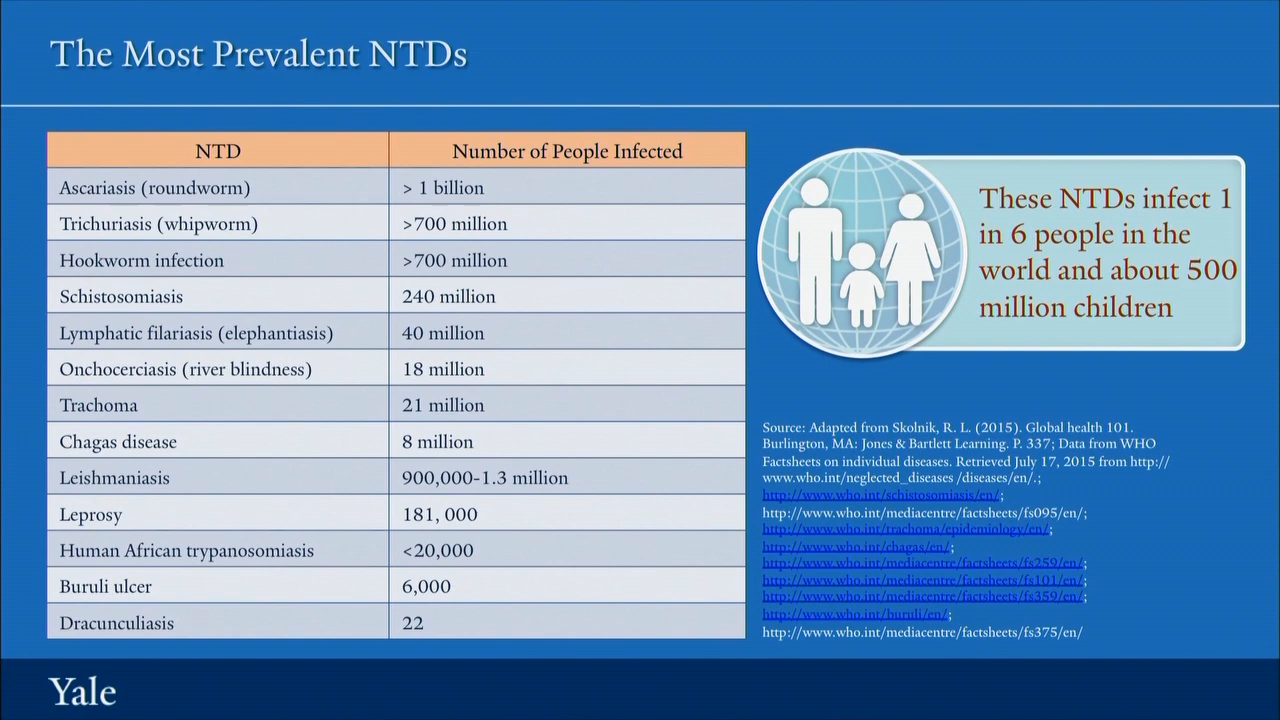 The Most Prevalent NTDs
NTD Number of People Infected
Ascariasis (roundworm) > 1 billion
Trichuriasis (whipworm) >700 million
Hookworm infection >700 million
Schistosomiasis 240 million
Lymphatic filariasis (elephantiasis) 40 million
Onchocerciasis (river blindness) 18 million
Trachoma 21 million
Chagas disease 8 million
Leishmaniasis 900,000-1.3 million
Leprosy 181, 000
Human African trypanosomiasis <20,000
Buruli ulcer 6,000
Dracunculiasis 22
These NTDs infect 1
in 6 people in the
world and about 500
million children
Source: Adapted from Skolnik, R. L. (2015). Global health 101.
Burlington, MA: Jones & Bartlett Learning. P. 337; Data from WHO
Factsheets on individual diseases. Retrieved July 17, 2015 from http://
www.who.int/neglected_diseases /diseases/en/.;
http://www.who.int/schistosomiasis/en/;
http://www.who.int/mediacentre/factsheets/fs095/en/;
http://www.who.int/trachoma/epidemiology/en/;
http://www.who.int/chagas/en/;
http://www.who.int/mediacentre/factsheets/fs259/en/;
http://www.who.int/mediacentre/factsheets/fs101/en/;
http://www.who.int/mediacentre/factsheets/fs359/en/;
http://www.who.int/buruli/en/;
http://www.who.int/mediacentre/factsheets/fs375/en/
Yale